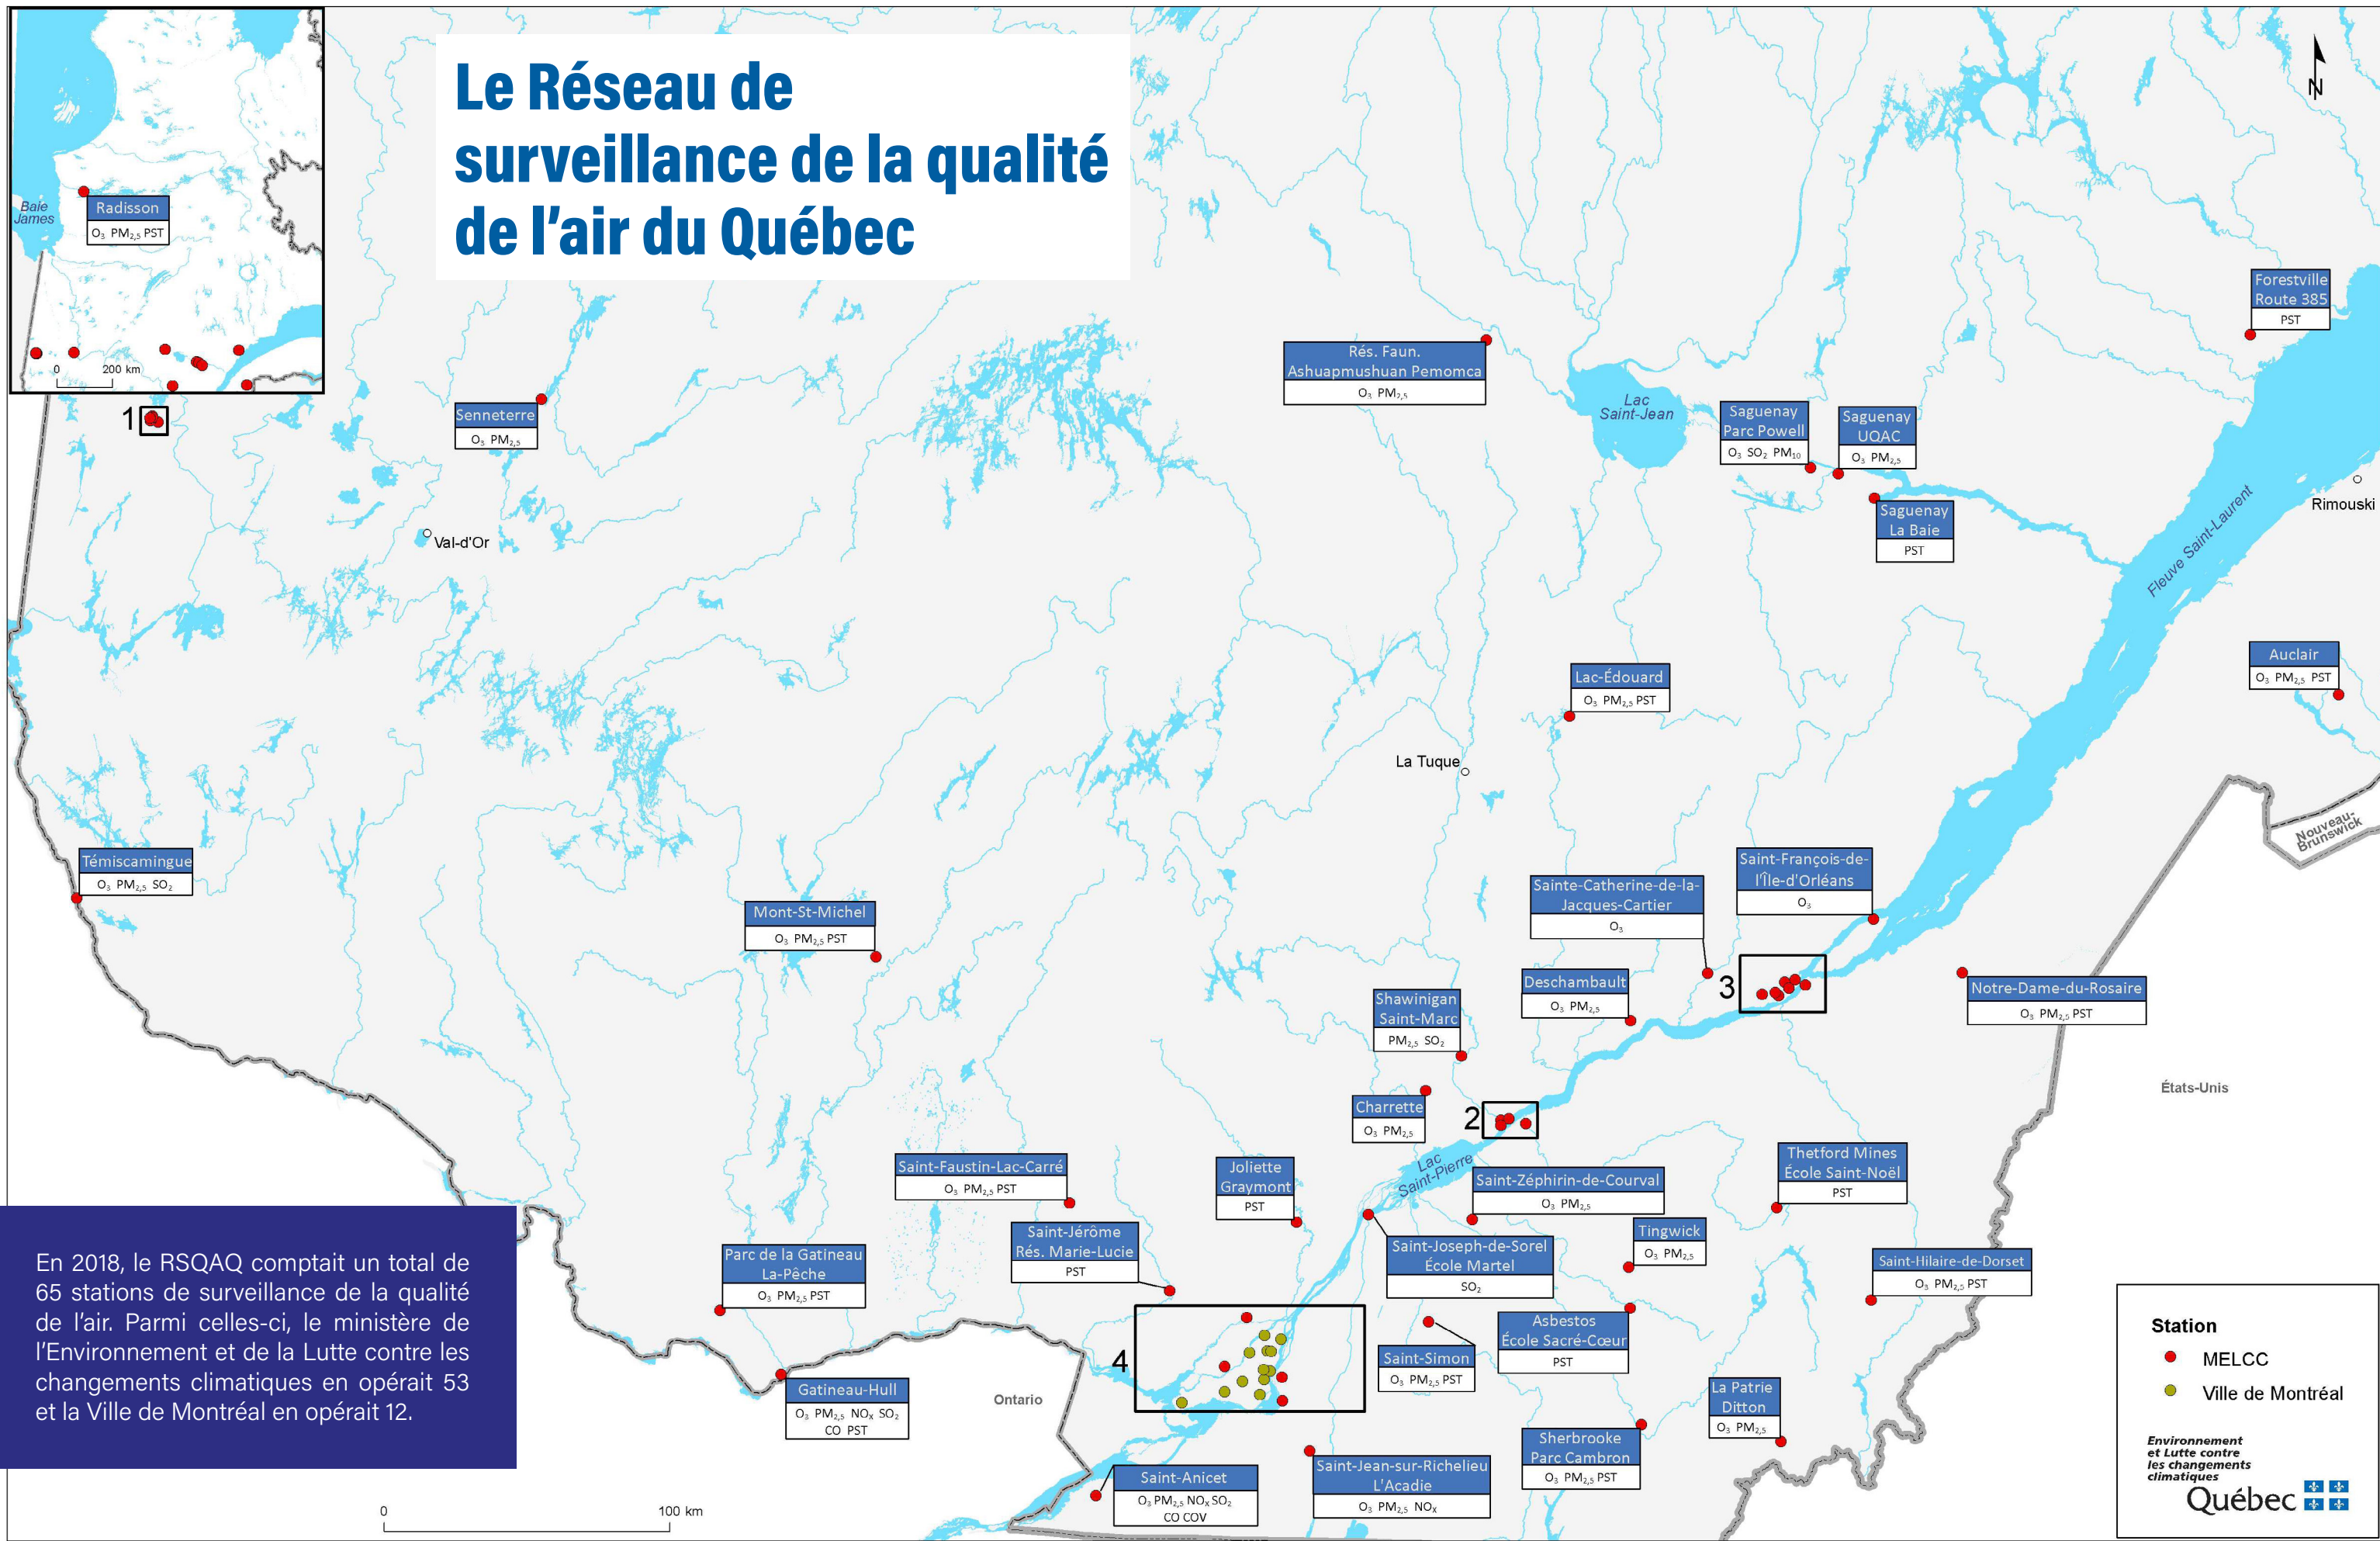 Le Réseau de
surveillance de la qualité
de l'air du Québec
N
Baie
James
Radisson
O₃ PM₂,₅ PST
0 200 km
1
Senneterre
O₃ PM₂,₅
Val-d'Or
Rés. Faun.
Ashuapmushuan Pemomca
O₃ PM₂,₅
Lac
Saint-Jean
Saguenay
Parc Powell
O₃ SO₂ PM₁₀
Saguenay
UQAC
O₃ PM₂,₅
Saguenay
La Baie
PST
Forestville
Route 385
PST
Rimouski
Fleuve Saint-Laurent
Auclair
O₃ PM₂,₅ PST
Lac-Édouard
O₃ PM₂,₅ PST
La Tuque
Nouveau-
Brunswick
Témiscamingue
O₃ PM₂,₅ SO₂
Mont-St-Michel
O₃ PM₂,₅ PST
Sainte-Catherine-de-la-
Jacques-Cartier
O₃
Saint-François-de-
l'Île-d'Orléans
O₃
3
Deschambault
O₃ PM₂,₅
Notre-Dame-du-Rosaire
O₃ PM₂,₅ PST
Shawinigan
Saint-Marc
PM₂,₅ SO₂
Charrette
O₃ PM₂,₅
2
États-Unis
Lac
Saint-Pierre
Saint-Faustin-Lac-Carré
O₃ PM₂,₅ PST
Joliette
Graymont
PST
Saint-Zéphirin-de-Courval
O₃ PM₂,₅
Thetford Mines
École Saint-Noël
PST
Saint-Jérôme
Rés. Marie-Lucie
PST
Saint-Joseph-de-Sorel
École Martel
SO₂
Tingwick
O₃ PM₂,₅
Saint-Hilaire-de-Dorset
O₃ PM₂,₅ PST
Parc de la Gatineau
La-Pêche
O₃ PM₂,₅ PST
4
Saint-Simon
O₃ PM₂,₅ PST
Asbestos
École Sacré-Cœur
PST
Gatineau-Hull
O₃ PM₂,₅ NOₓ SO₂
CO PST
Ontario
La Patrie
Ditton
O₃ PM₂,₅
Sherbrooke
Parc Cambron
O₃ PM₂,₅ PST
Saint-Anicet
O₃ PM₂,₅ NOₓ SO₂
CO COV
Saint-Jean-sur-Richelieu
L'Acadie
O₃ PM₂,₅ NOₓ
0 100 km
En 2018, le RSQAQ comptait un total de
65 stations de surveillance de la qualité
de l'air. Parmi celles-ci, le ministère de
l'Environnement et de la Lutte contre les
changements climatiques en opérait 53
et la Ville de Montréal en opérait 12.
Station
MELCC
Ville de Montréal
Environnement
et Lutte contre
les changements
climatiques
Québec